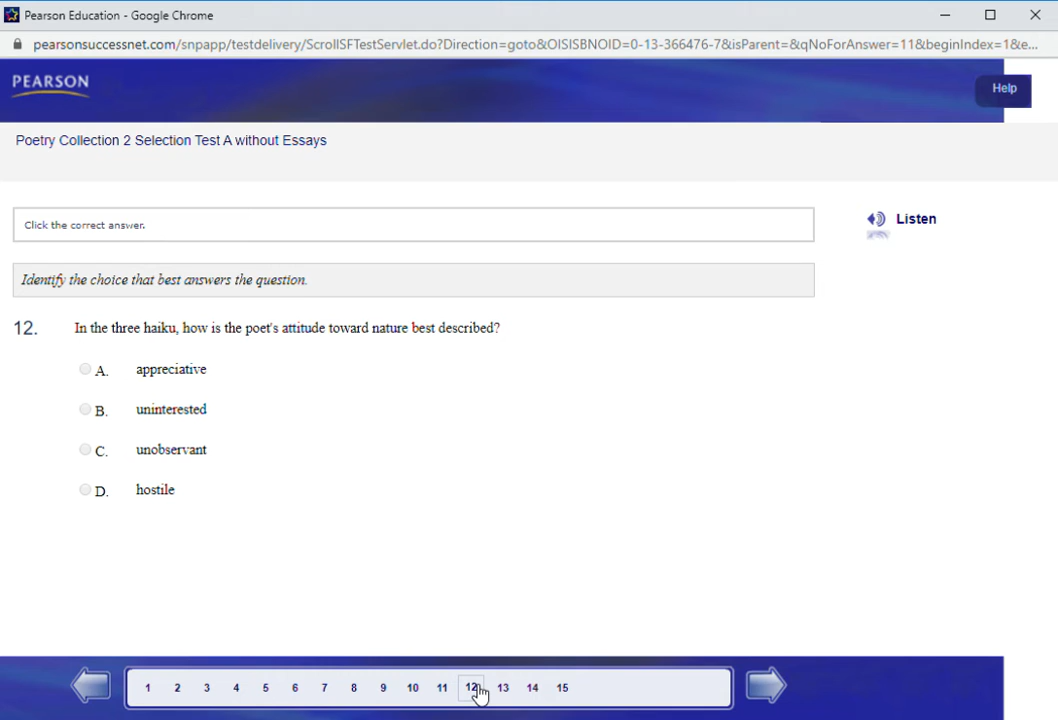 Pearson Education - Google Chrome
pearsonsuccessnet.com/snpapp/testdelivery/ScrollSFTestServlet.do?Direction=goto&OISISBNOID=0-13-366476-7&isParent=&qNoForAnswer=11&beginIndex=1&e...
PEARSON
Help
Poetry Collection 2 Selection Test A without Essays
Click the correct answer.
Listen
Identify the choice that best answers the question.
12. In the three haiku, how is the poet's attitude toward nature best described?
A. appreciative
B. uninterested
C. unobservant
D. hostile
1 2 3 4 5 6 7 8 9 10 11 12 13 14 15